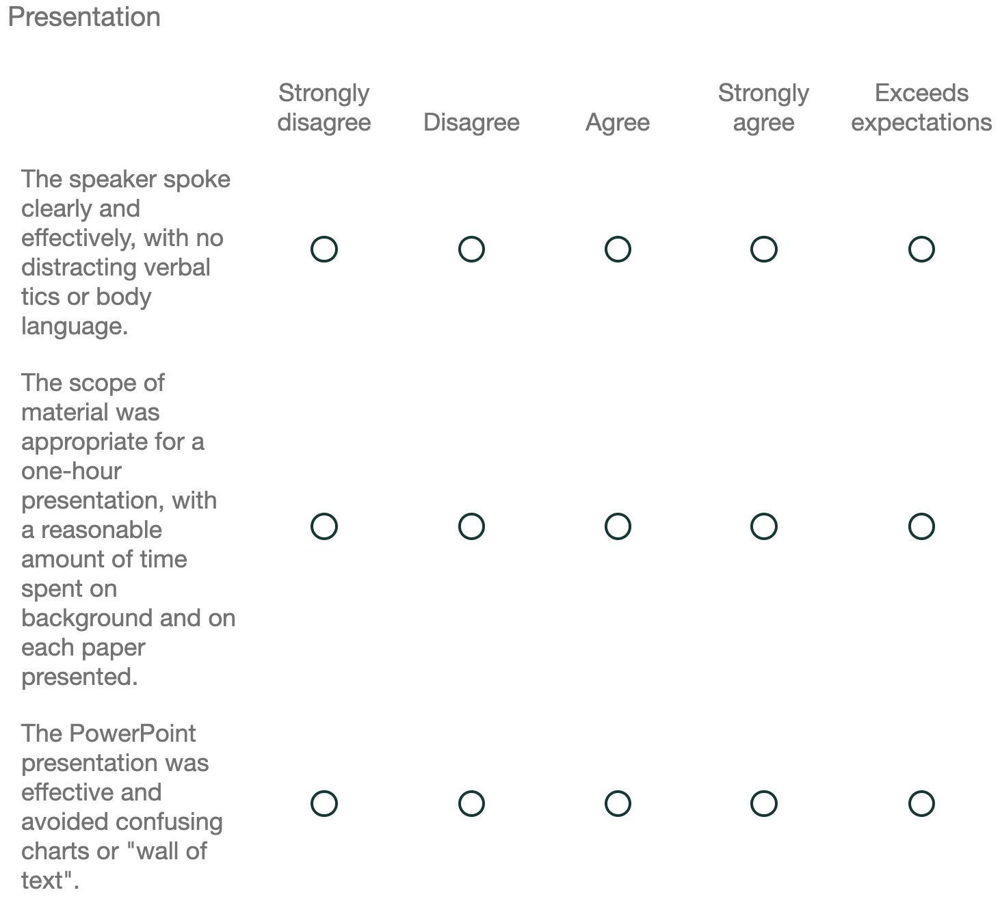 Presentation
Strongly disagree
Disagree
Agree
Strongly agree
Exceeds expectations
The speaker spoke
clearly and
effectively, with no
distracting verbal
tics or body
language.
The scope of
material was
appropriate for a
one-hour
presentation, with
a reasonable
amount of time
spent on
background and on
each paper
presented.
The PowerPoint
presentation was
effective and
avoided confusing
charts or "wall of
text".